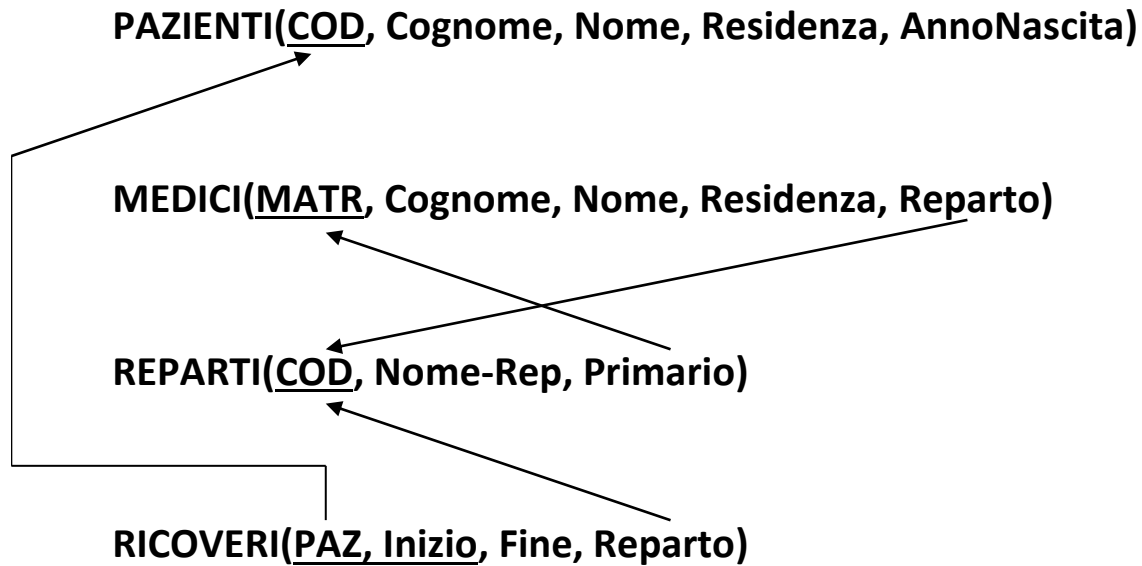 PAZIENTI(COD, Cognome, Nome, Residenza, AnnoNascita)
MEDICI(MATR, Cognome, Nome, Residenza, Reparto)
REPARTI(COD, Nome-Rep, Primario)
RICOVERI(PAZ, Inizio, Fine, Reparto)